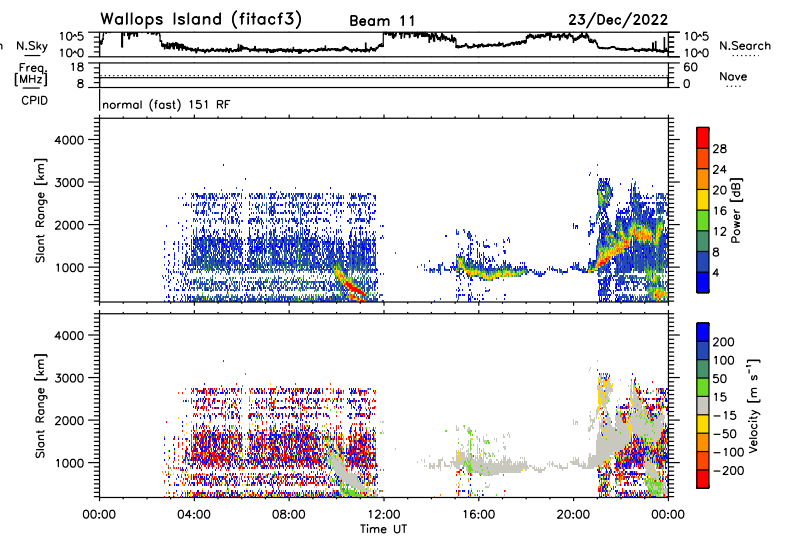 Wallops Island (fitacf3) Beam 11 23/Dec/2022
N.Sky 10^5 10^0 10^5 10^0 N.Search
Freq. [MHz] 18 8 60 0 Nave
CPID normal (fast) 151 RF
Slant Range [km] 4000 3000 2000 1000
Power [dB] 28 24 20 16 12 8 4
Slant Range [km] 4000 3000 2000 1000
Velocity [m s⁻¹] 200 100 50 15 -15 -50 -100 -200
00:00 04:00 08:00 12:00 16:00 20:00 00:00
Time UT